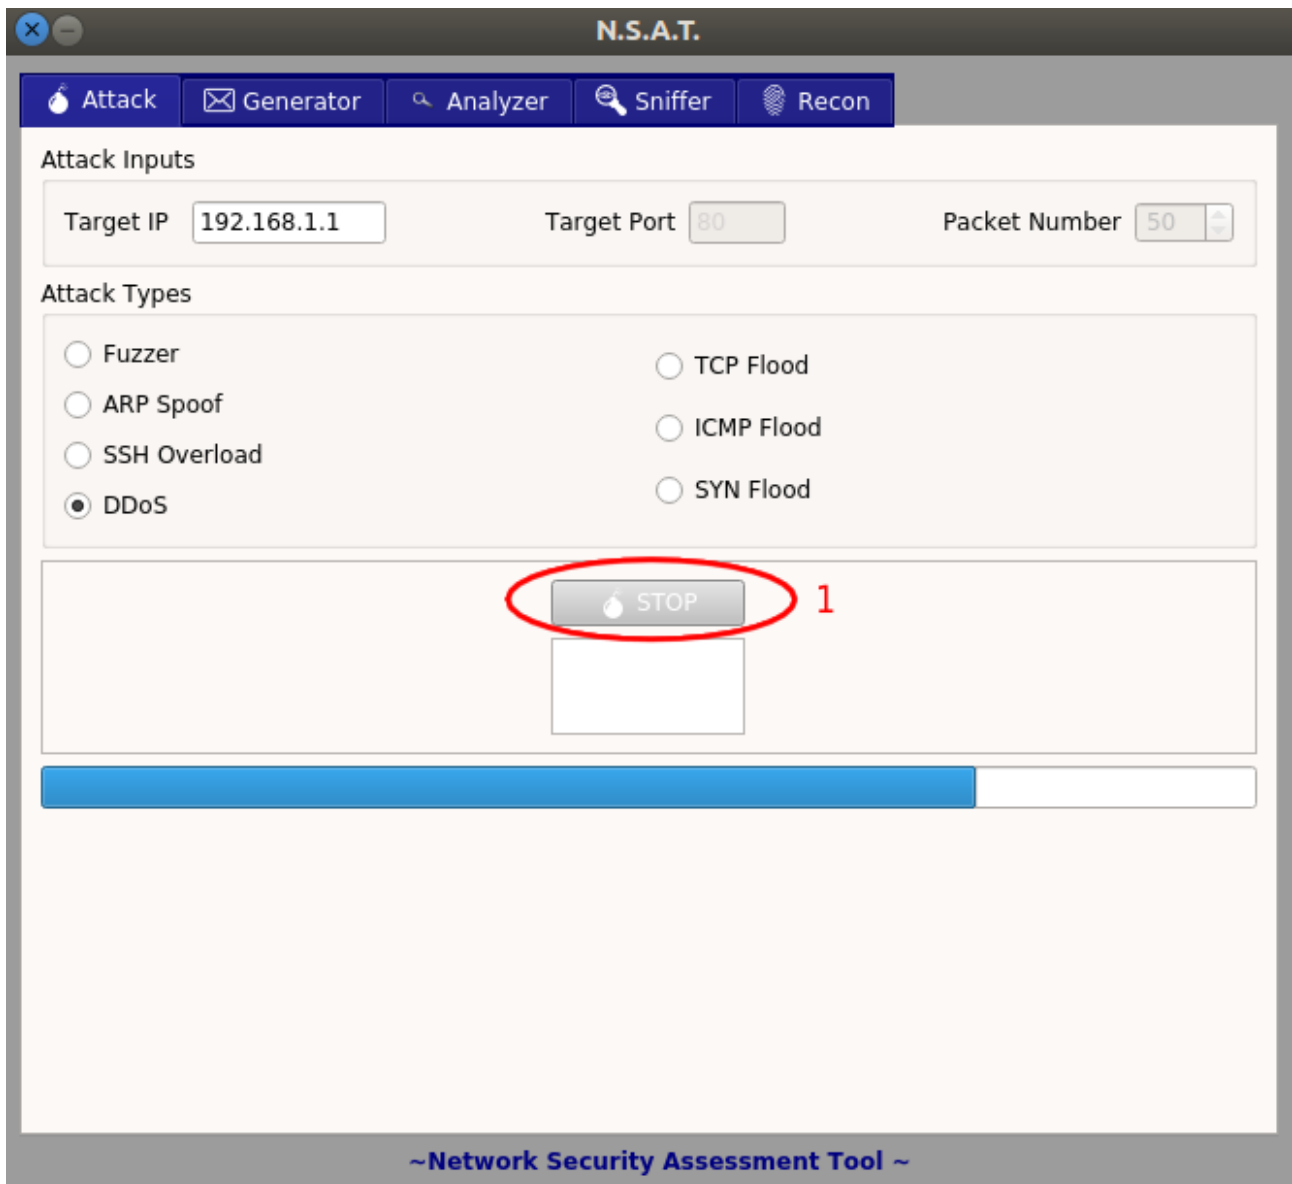 N.S.A.T.
Attack Generator Analyzer Sniffer Recon
Attack Inputs
Target IP 192.168.1.1 Target Port 80 Packet Number 50
Attack Types
Fuzzer
ARP Spoof
SSH Overload
DDoS
TCP Flood
ICMP Flood
SYN Flood
STOP 1
~Network Security Assessment Tool ~